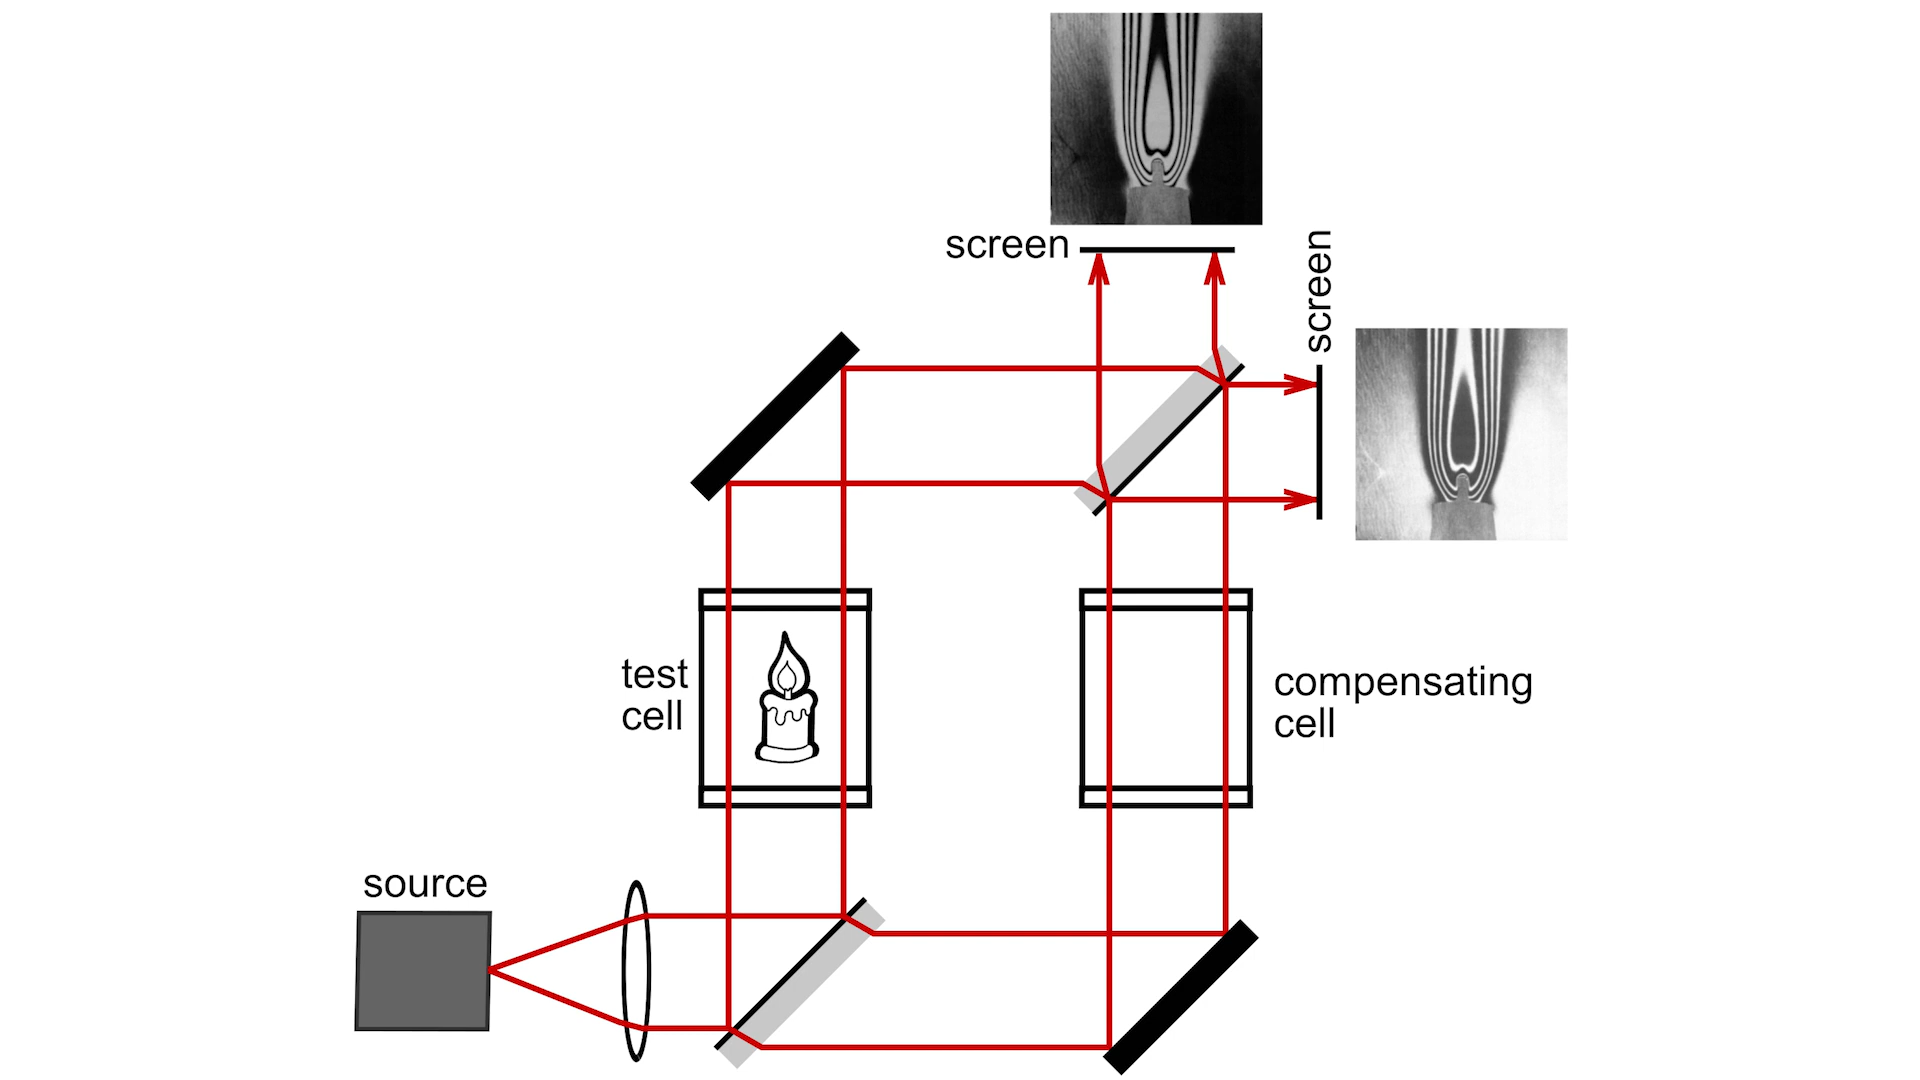 screen
screen
test
cell
compensating
cell
source